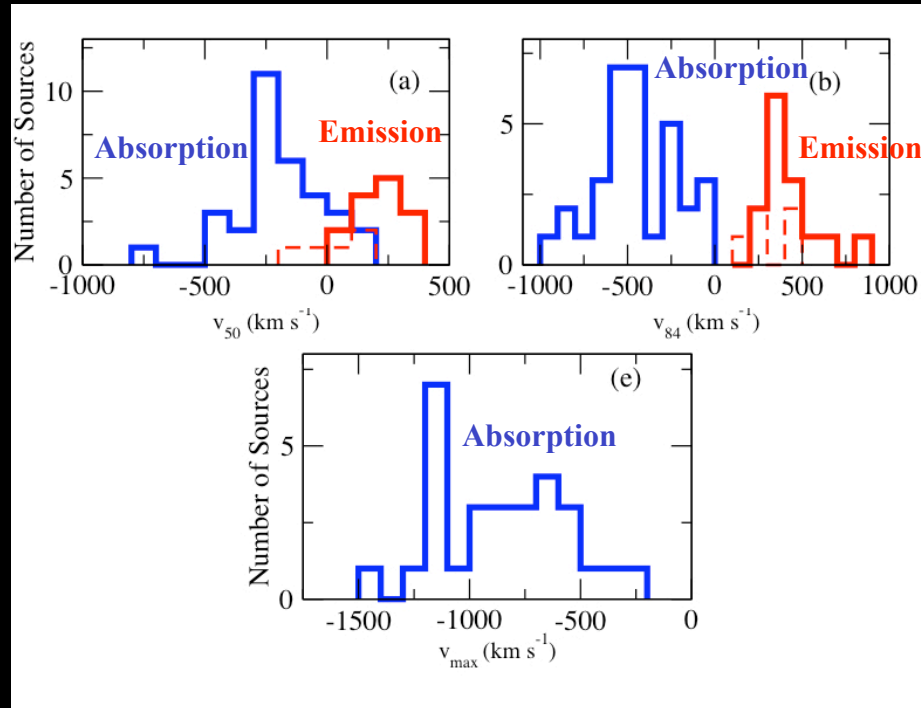 Number of Sources
10
5
0
(a)
Absorption
Emission
-1000
-500
0
500
v50 (km s-1)
5
0
Absorption
(b)
Emission
-1000
-500
0
500
1000
v84 (km s-1)
Number of Sources
5
0
(e)
Absorption
-1500
-1000
-500
0
vmax (km s-1)